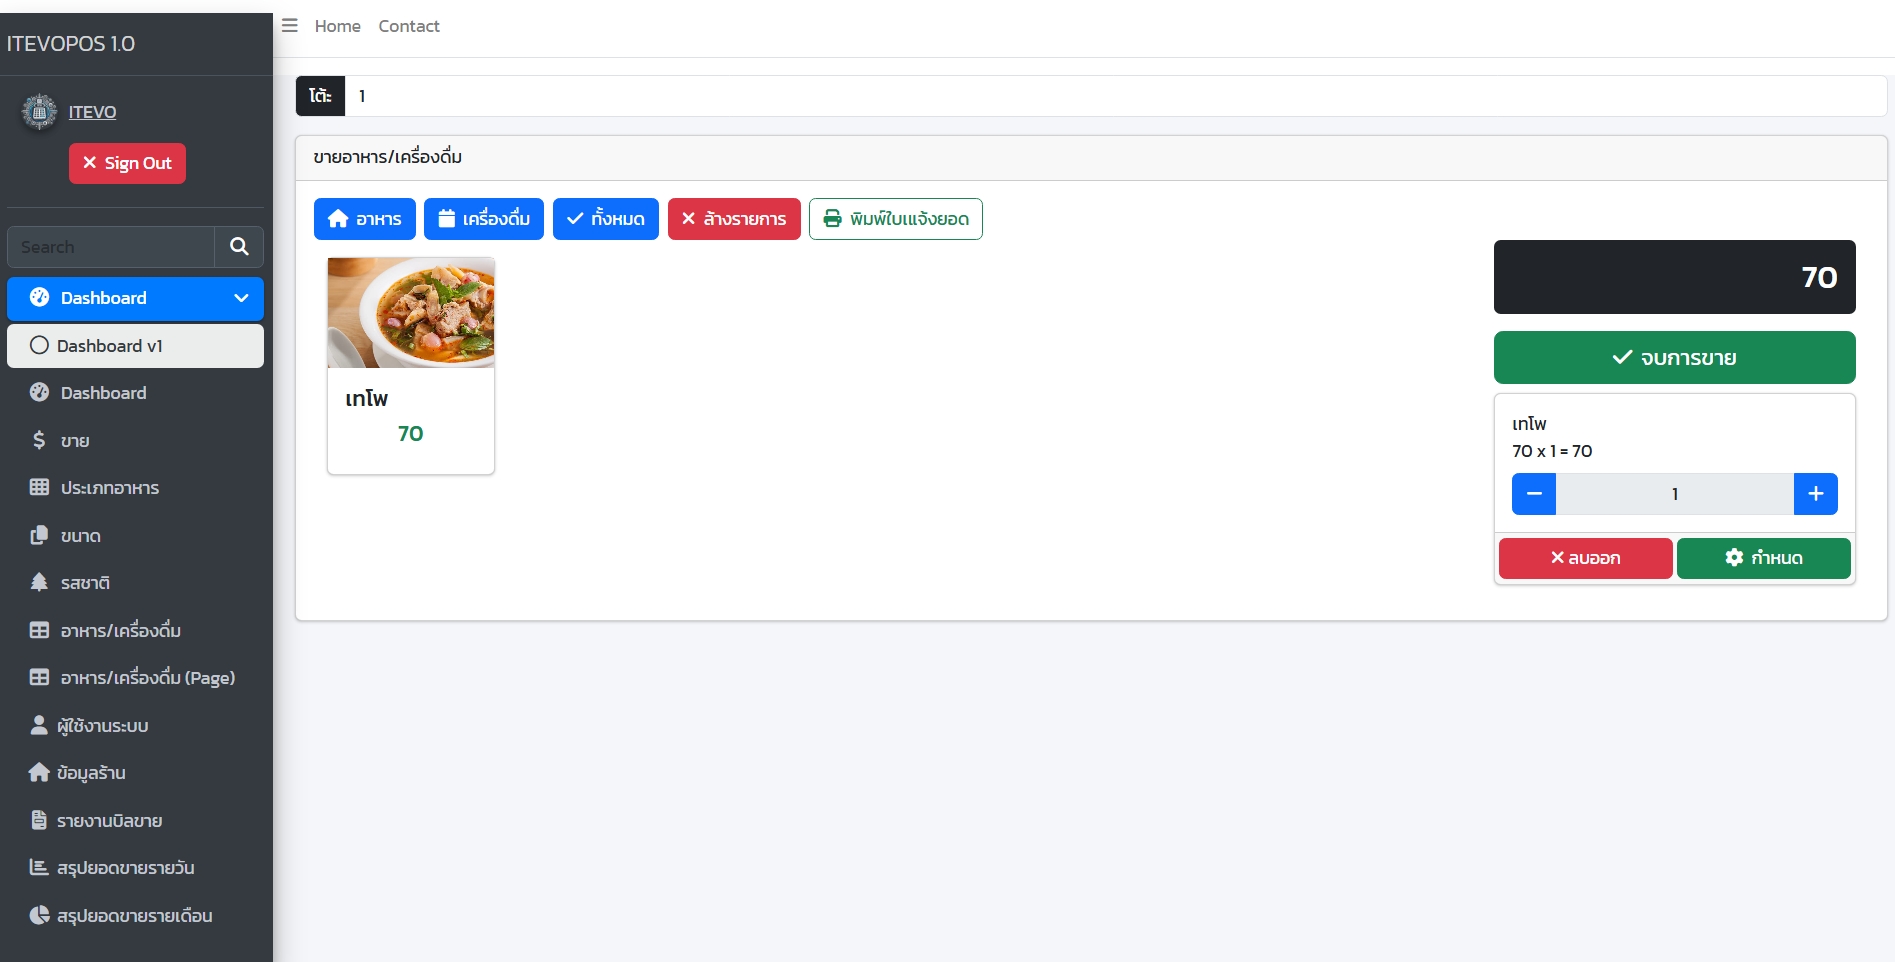 ITEVOPOS 1.0
Home Contact
ITEVO
Sign Out
Search
Dashboard
Dashboard v1
Dashboard
ขาย
ประเภทอาหาร
ขนาด
รสชาติ
อาหาร/เครื่องดื่ม
อาหาร/เครื่องดื่ม (Page)
ผู้ใช้งานระบบ
ข้อมูลร้าน
รายงานบิลขาย
สรุปยอดขายรายวัน
สรุปยอดขายรายเดือน
โต๊ะ 1
ขายอาหาร/เครื่องดื่ม
อาหาร เครื่องดื่ม ทั้งหมด ล้างรายการ พิมพ์ใบแแจ้งยอด
เทโพ
70
70
จบการขาย
เทโพ
70 x 1 = 70
1
ลบออก กำหนด